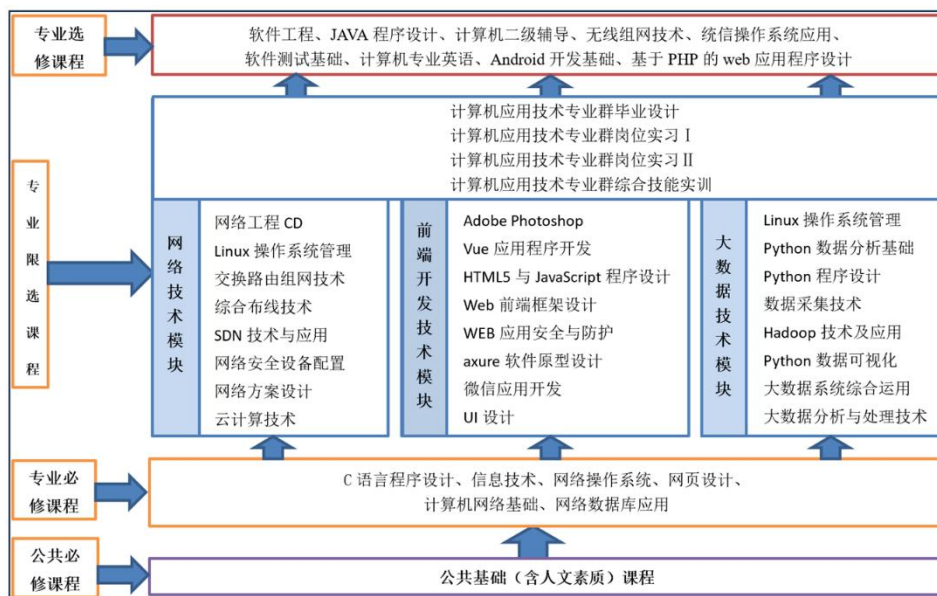 专业选
修课程
软件工程、JAVA 程序设计、计算机二级辅导、无线组网技术、统信操作系统应用、
软件测试基础、计算机专业英语、Android 开发基础、基于 PHP 的 web 应用程序设计
专业限选课程
计算机应用技术专业群毕业设计
计算机应用技术专业群岗位实习Ⅰ
计算机应用技术专业群岗位实习Ⅱ
计算机应用技术专业群综合技能实训
网络技术模块
网络工程 CD
Linux 操作系统管理
交换路由组网技术
综合布线技术
SDN 技术与应用
网络安全设备配置
网络方案设计
云计算技术
前端开发技术模块
Adobe Photoshop
Vue 应用程序开发
HTML5 与 JavaScript 程序设计
Web 前端框架设计
WEB 应用安全与防护
axure 软件原型设计
微信应用开发
UI 设计
大数据技术模块
Linux 操作系统管理
Python 数据分析基础
Python 程序设计
数据采集技术
Hadoop 技术及应用
Python 数据可视化
大数据系统综合运用
大数据分析与处理技术
专业必
修课程
C 语言程序设计、信息技术、网络操作系统、网页设计、
计算机网络基础、网络数据库应用
公共必
修课程
公共基础（含人文素质）课程